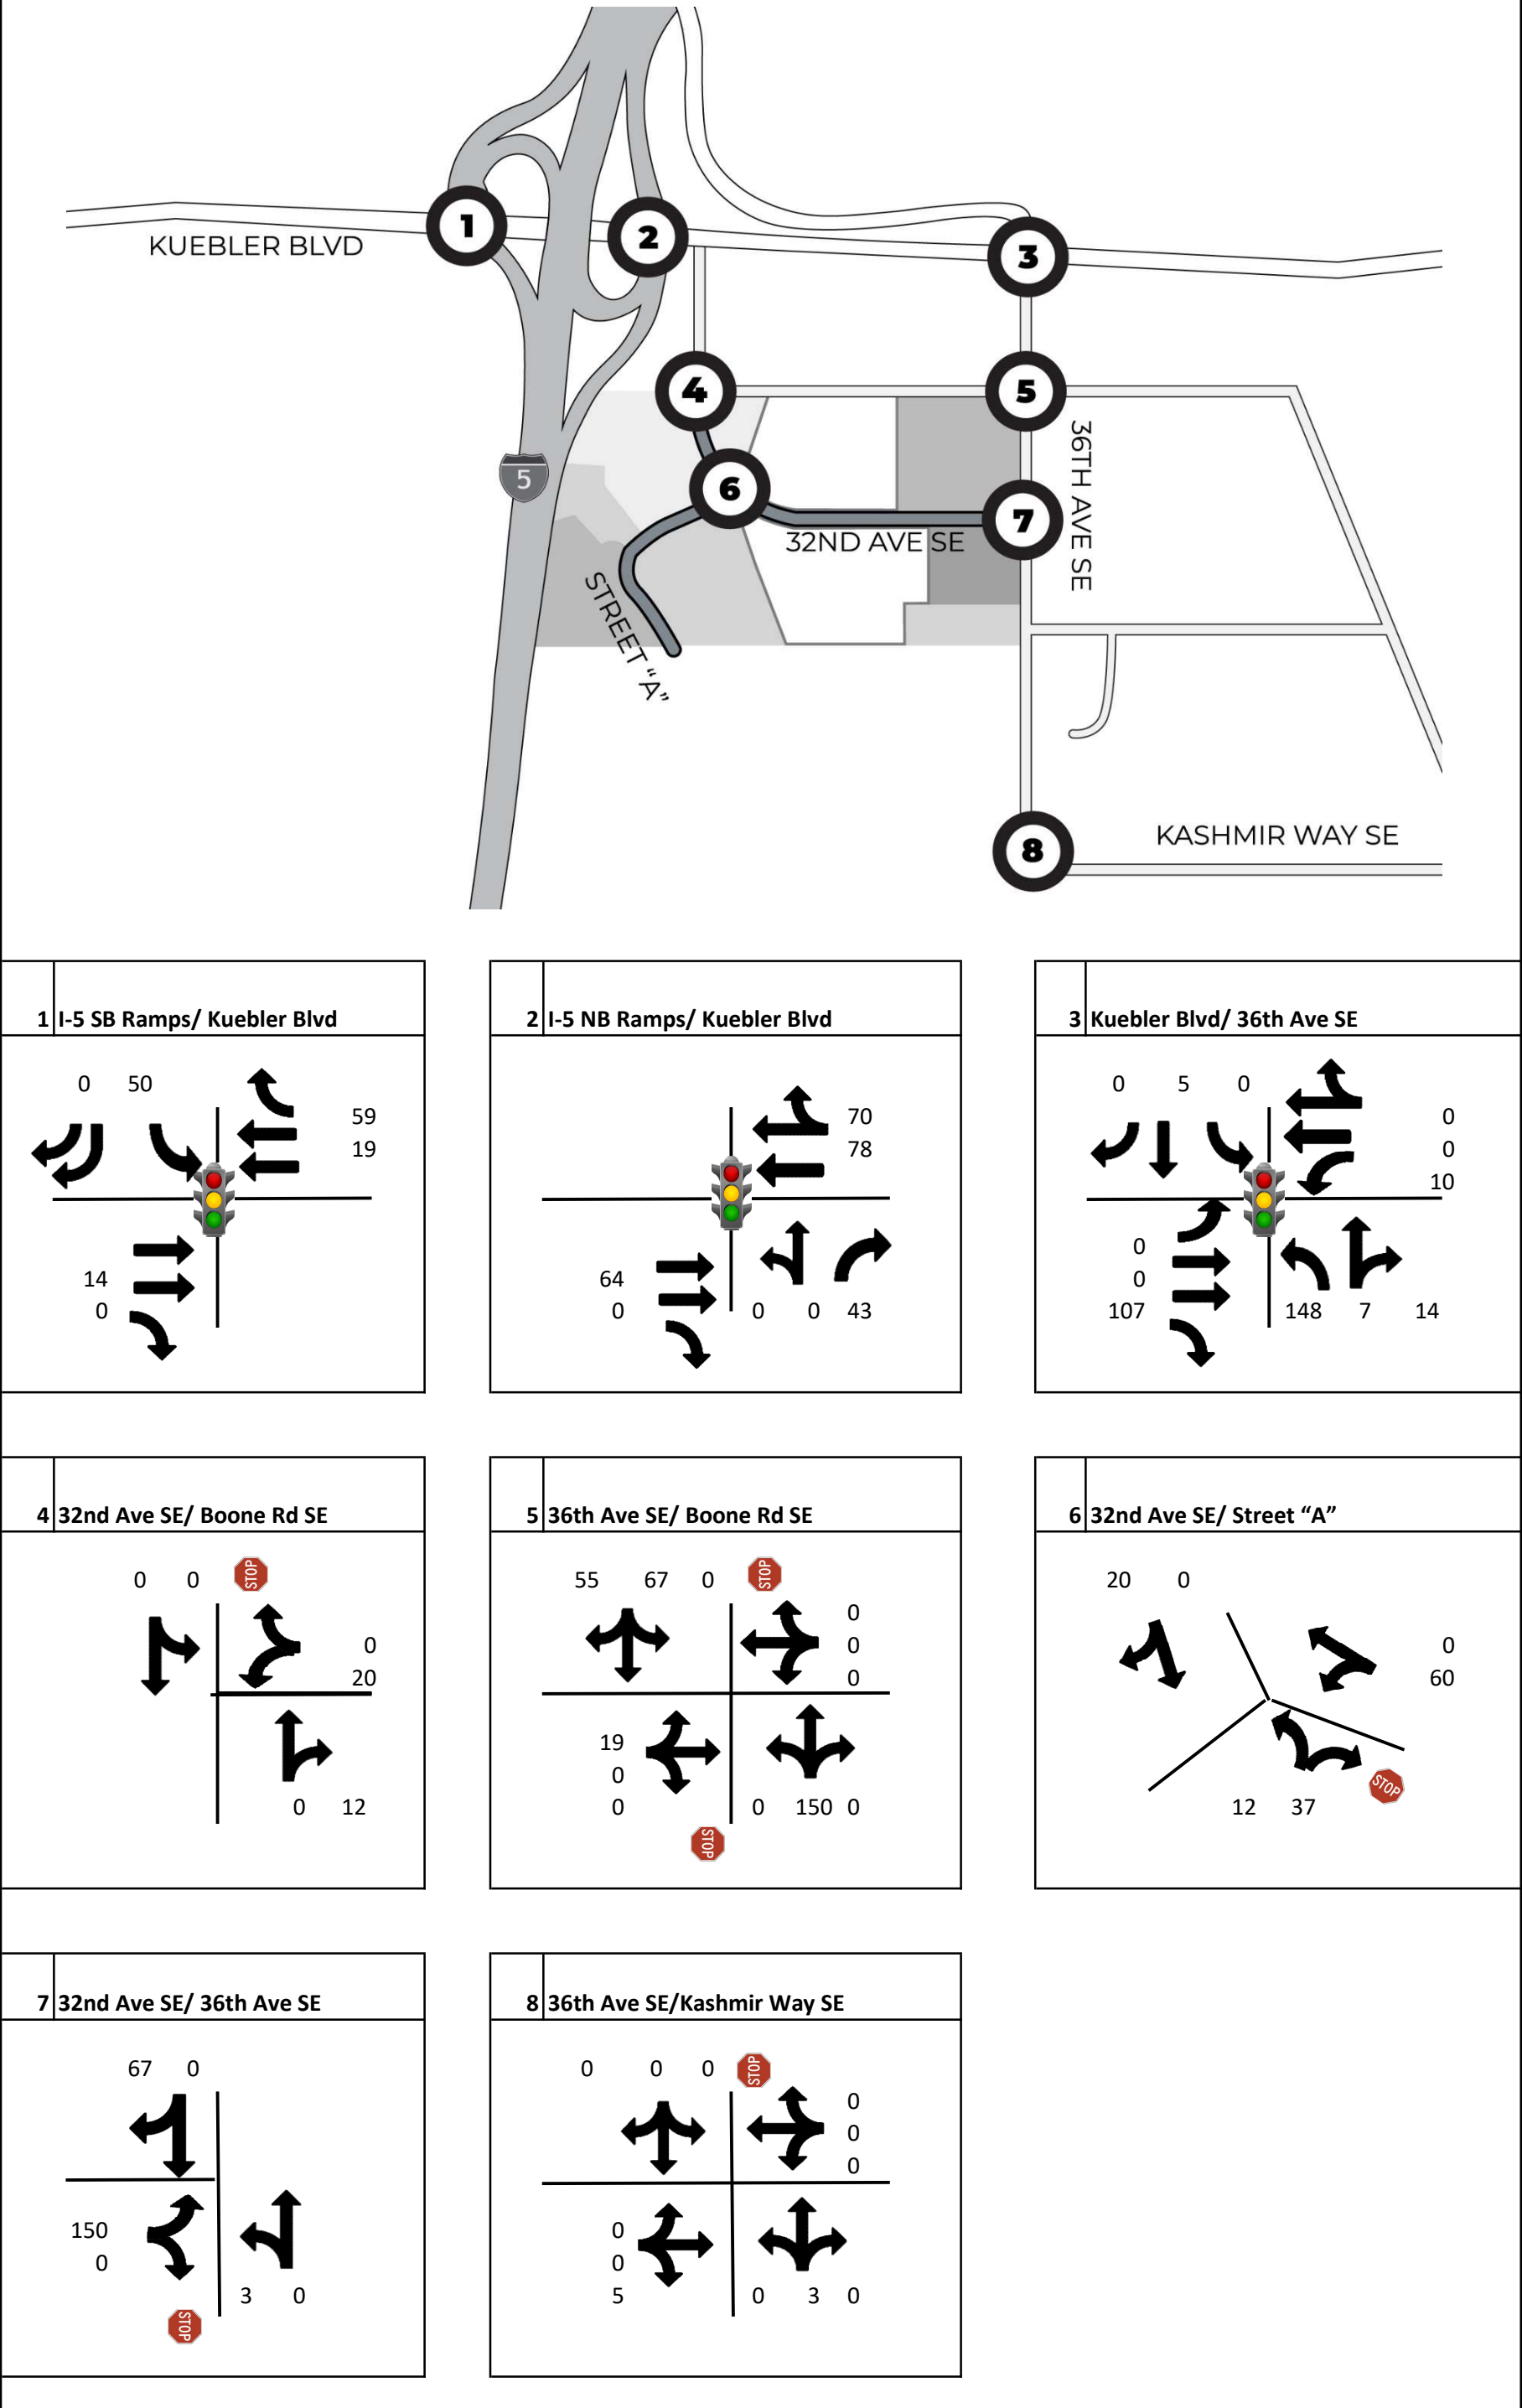 1
2
KUEBLER BLVD
3
4
5
36TH AVE SE
5
6
7
32ND AVE SE
STREET “A”
KASHMIR WAY SE
8
1 I-5 SB Ramps/ Kuebler Blvd
0 50
59
19
14
0
2 I-5 NB Ramps/ Kuebler Blvd
70
78
64
0 0 0 43
3 Kuebler Blvd/ 36th Ave SE
0 5 0
0
0
10
0
0
107 148 7 14
4 32nd Ave SE/ Boone Rd SE
0 0 STOP
0
20
0 12
5 36th Ave SE/ Boone Rd SE
55 67 0 STOP
0
0
0
19
0
0 0 150 0
STOP
6 32nd Ave SE/ Street “A”
20 0
0
60
STOP
12 37
7 32nd Ave SE/ 36th Ave SE
67 0
150
0
3 0
STOP
8 36th Ave SE/Kashmir Way SE
0 0 0 STOP
0
0
0
0
0
5 0 3 0